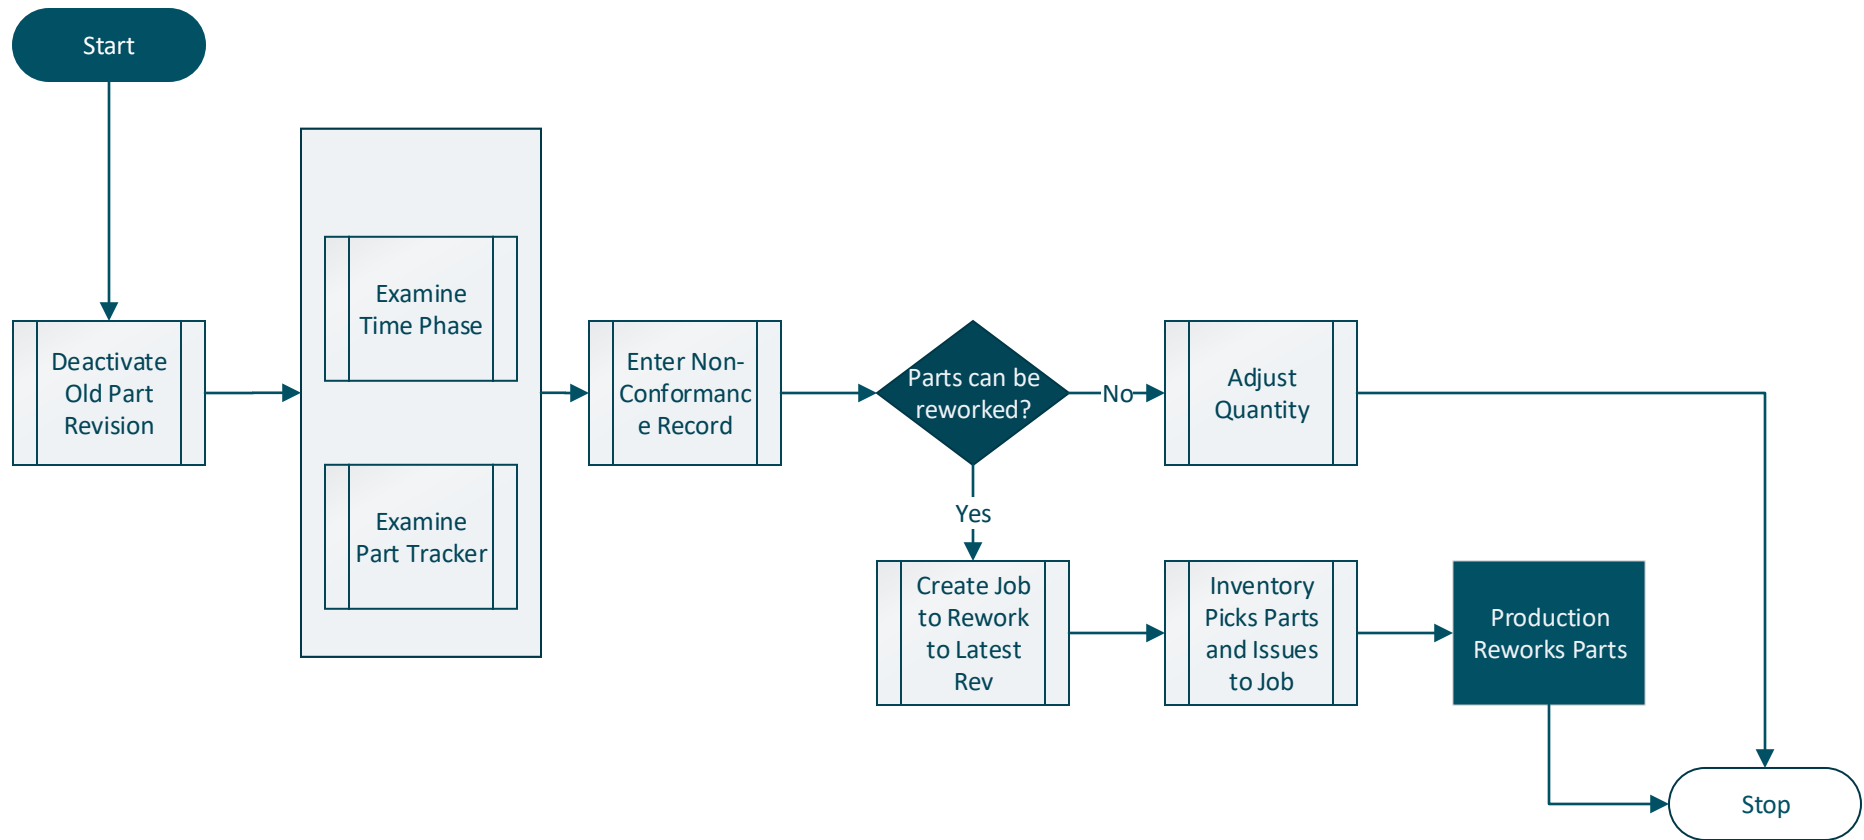 Start
Deactivate
Old Part
Revision
Examine
Time Phase
Examine
Part Tracker
Enter Non-
Conformanc
e Record
Parts can be
reworked?
No
Adjust
Quantity
Yes
Create Job
to Rework
to Latest
Rev
Inventory
Picks Parts
and Issues
to Job
Production
Reworks Parts
Stop